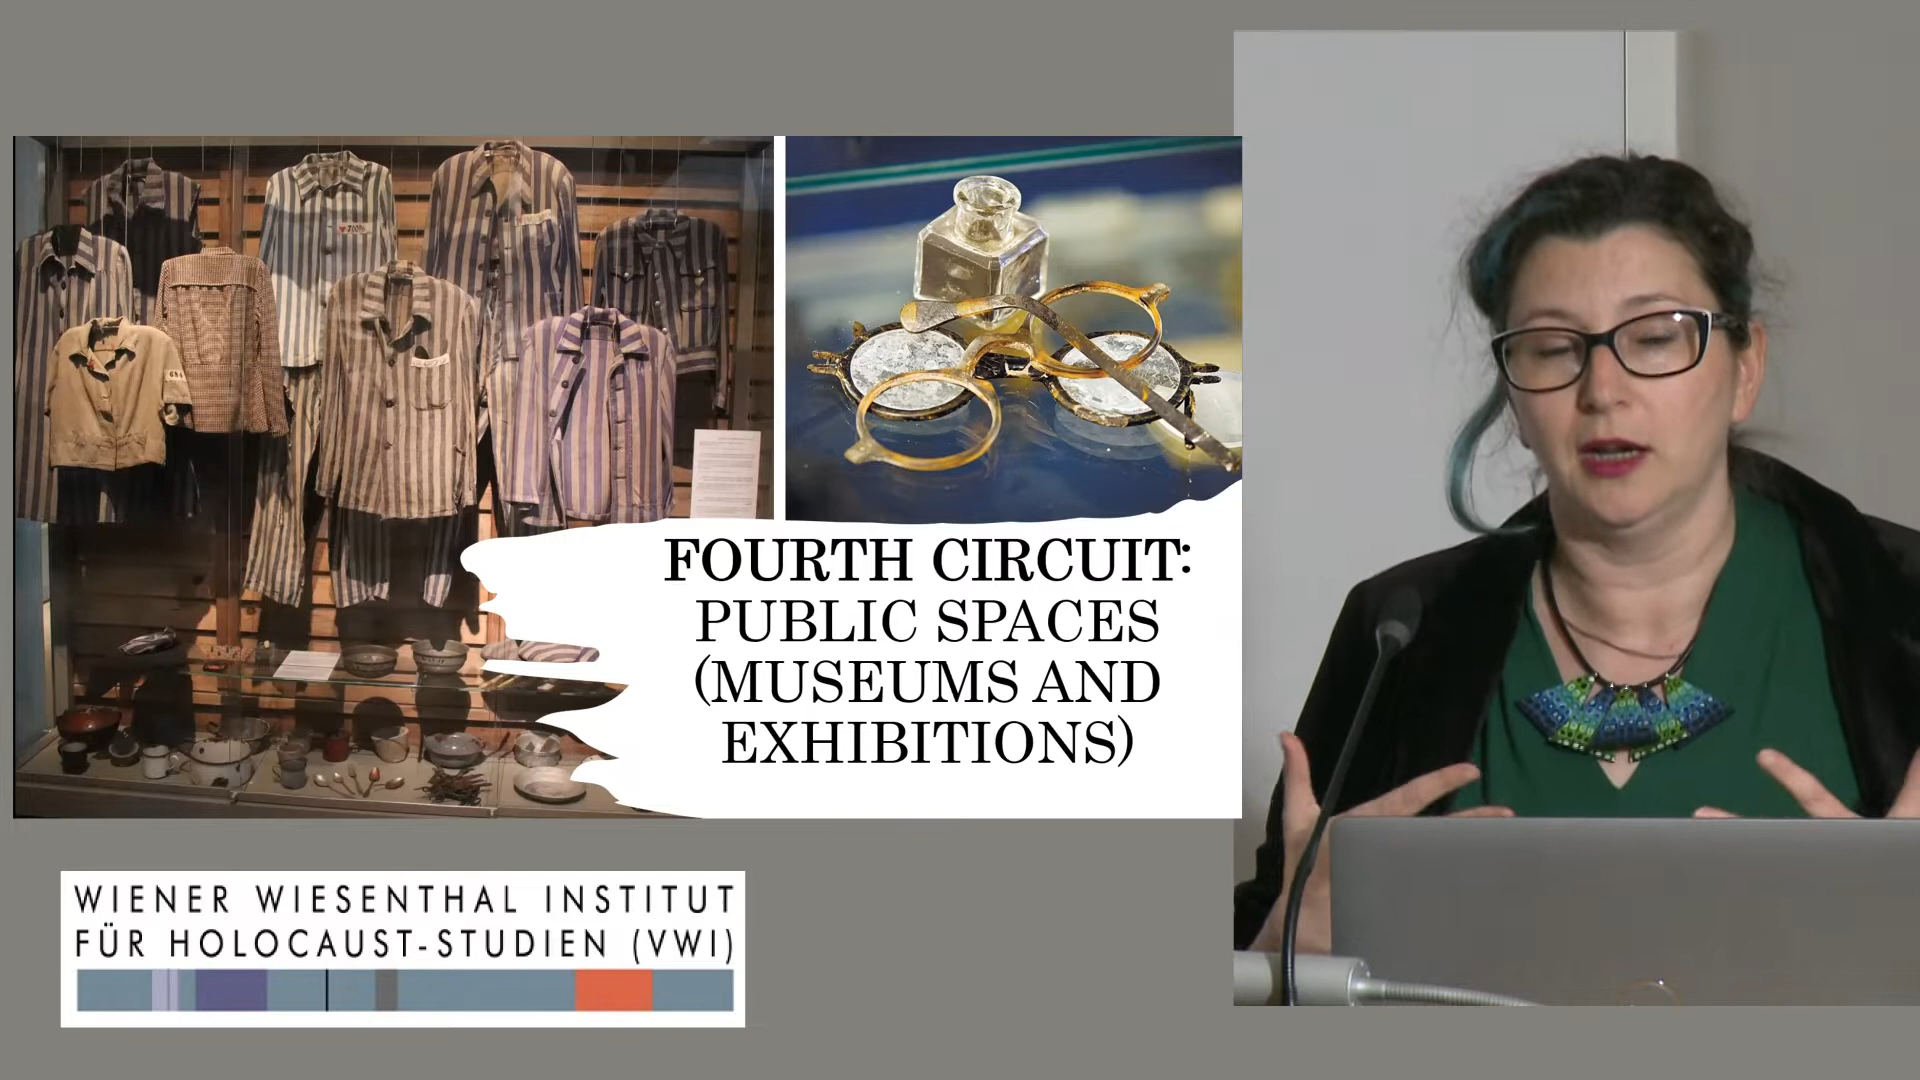 FOURTH CIRCUIT:
PUBLIC SPACES
(MUSEUMS AND
EXHIBITIONS)
WIENER WIESENTHAL INSTITUT
FÜR HOLOCAUST-STUDIEN (VWI)